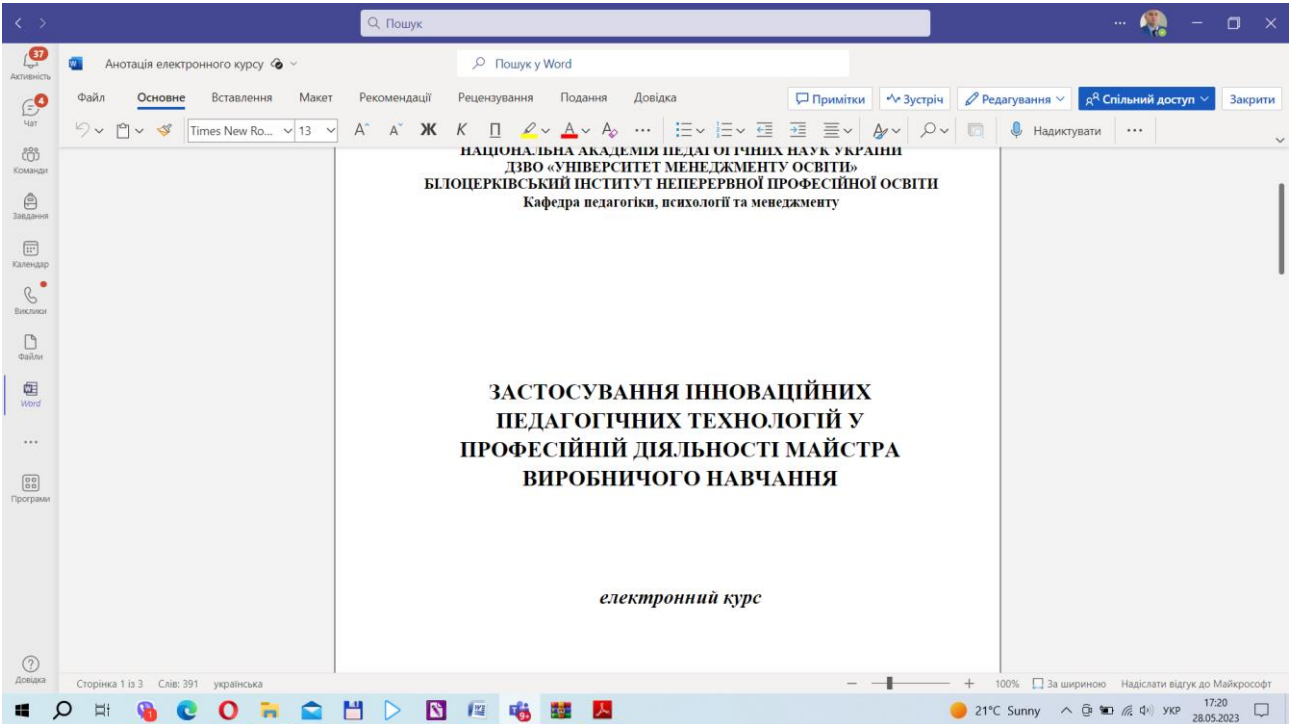 Пошук
37
Активність
Анотація електронного курсу
Пошук у Word
Файл Основне Вставлення Макет Рекомендації Рецензування Подання Довідка Примітки Зустріч Редагування Спільний доступ Закрити
4
Чат
Times New Ro... 13 А А Ж К П А А Надиктувати
Команди
Завдання
Календар
Виклики
Файли
Word
Програми
Довідка
НАЦІОНАЛЬНА АКАДЕМІЯ ПЕДАГОГІЧНИХ НАУК УКРАЇНИ
ДЗВО «УНІВЕРСИТЕТ МЕНЕДЖМЕНТУ ОСВІТИ»
БІЛОЦЕРКІВСЬКИЙ ІНСТИТУТ НЕПЕРЕРВНОЇ ПРОФЕСІЙНОЇ ОСВІТИ
Кафедра педагогіки, психології та менеджменту
ЗАСТОСУВАННЯ ІННОВАЦІЙНИХ
ПЕДАГОГІЧНИХ ТЕХНОЛОГІЙ У
ПРОФЕСІЙНІЙ ДІЯЛЬНОСТІ МАЙСТРА
ВИРОБНИЧОГО НАВЧАННЯ
електронний курс
Сторінка 1 із 3 Слів: 391 українська 100% За шириною Надіслати відгук до Майкрософт
21°C Sunny УКР 17:20
28.05.2023